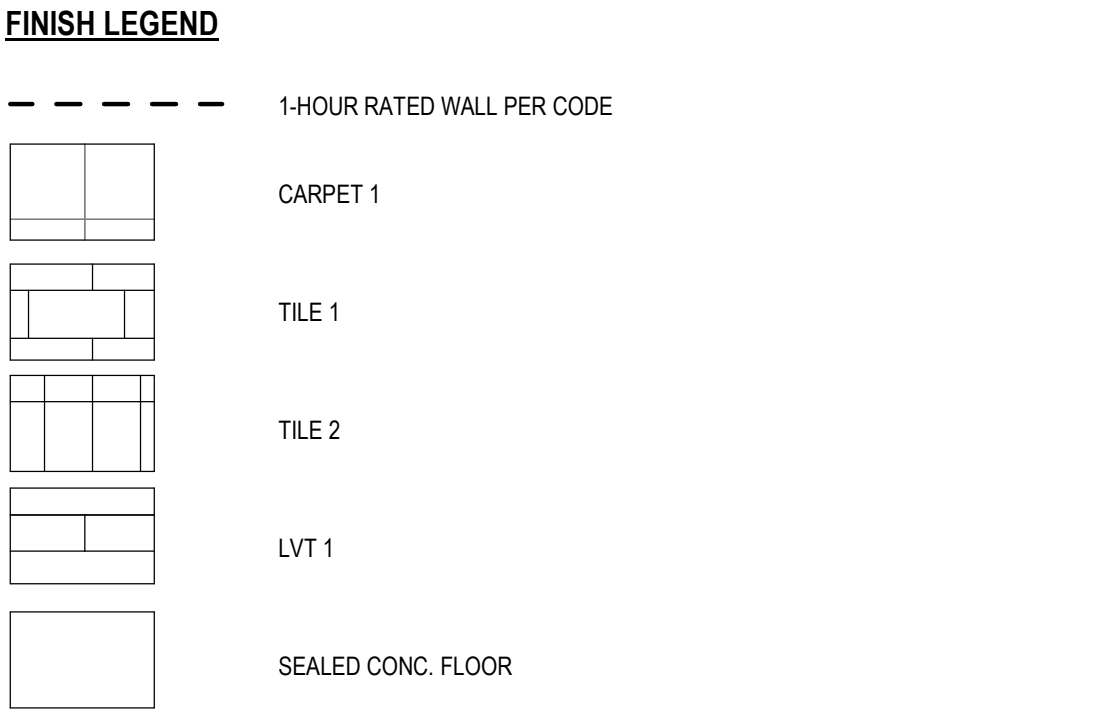 FINISH LEGEND
1-HOUR RATED WALL PER CODE
CARPET 1
TILE 1
TILE 2
LVT 1
SEALED CONC. FLOOR